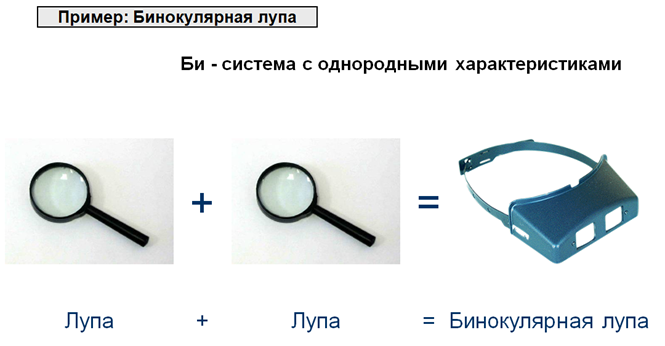 Пример: Бинокулярная лупа
Би - система с однородными характеристиками
+ =
Лупа + Лупа = Бинокулярная лупа